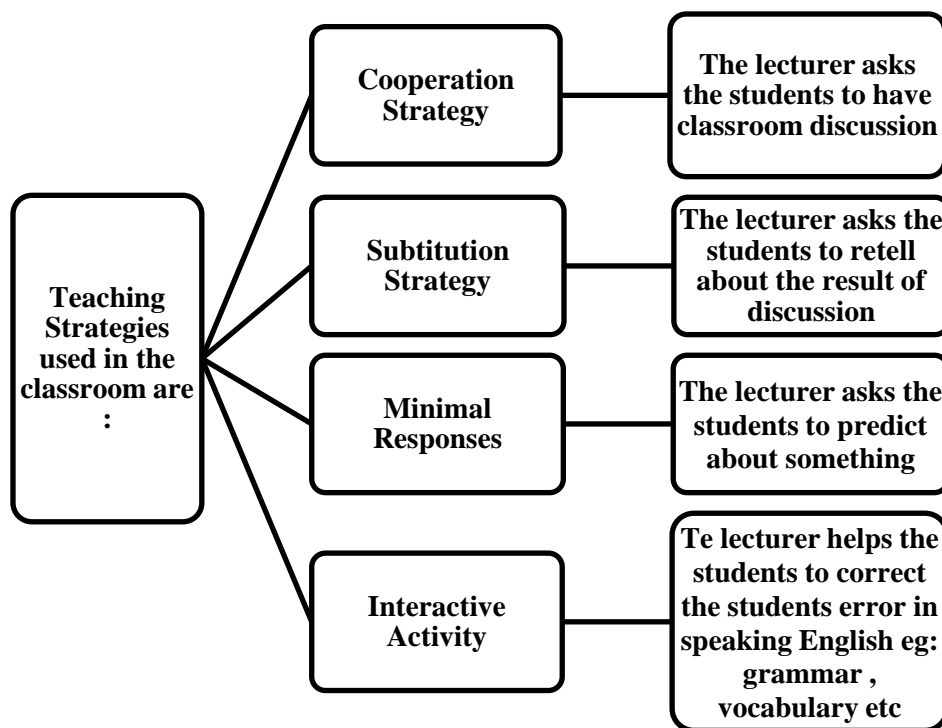 Teaching
Strategies
used in the
classroom are
:
Cooperation
Strategy
The lecturer asks
the students to have
classroom discussion
Subtitution
Strategy
The lecturer asks the
students to retell
about the result of
discussion
Minimal
Responses
The lecturer asks the
students to predict
about something
Interactive
Activity
Te lecturer helps the
students to correct
the students error in
speaking English eg:
grammar ,
vocabulary etc